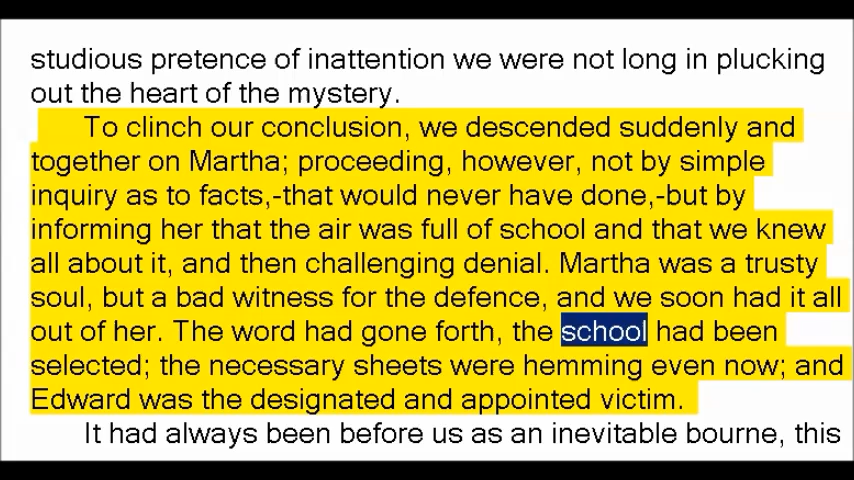 studious pretence of inattention we were not long in plucking
out the heart of the mystery.
To clinch our conclusion, we descended suddenly and
together on Martha; proceeding, however, not by simple
inquiry as to facts,-that would never have done,-but by
informing her that the air was full of school and that we knew
all about it, and then challenging denial. Martha was a trusty
soul, but a bad witness for the defence, and we soon had it all
out of her. The word had gone forth, the school had been
selected; the necessary sheets were hemming even now; and
Edward was the designated and appointed victim.
It had always been before us as an inevitable bourne, this